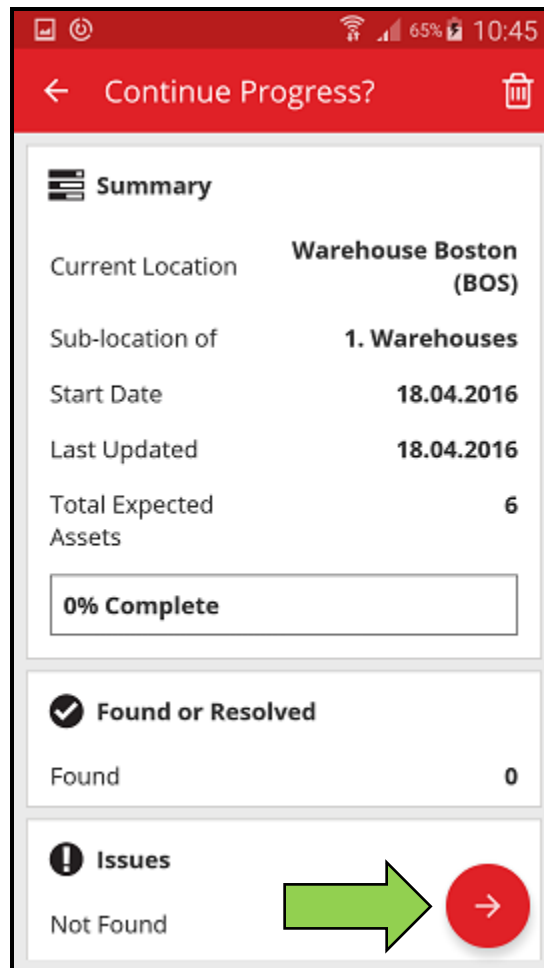 65% 10:45
Continue Progress?
Summary
Current Location Warehouse Boston
(BOS)
Sub-location of 1. Warehouses
Start Date 18.04.2016
Last Updated 18.04.2016
Total Expected 6
Assets
0% Complete
Found or Resolved
Found 0
Issues
Not Found